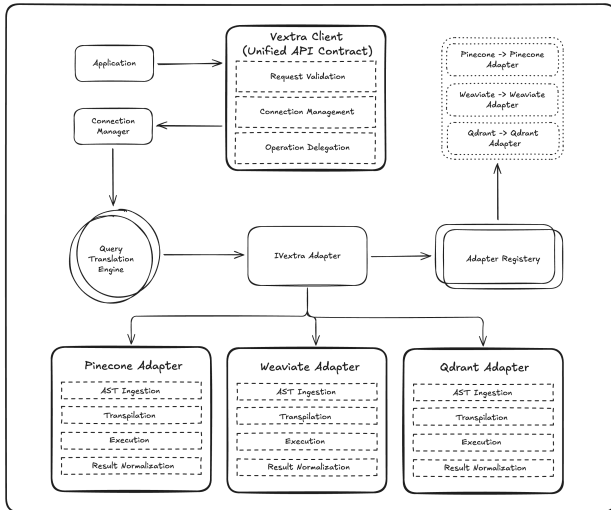 Vextra Client
(Unified API Contract)
Application
Request Validation
Connection Management
Operation Delegation
Connection
Manager
Pinecone -> Pinecone
Adapter
Weaviate -> Weaviate
Adapter
Qdrant -> Qdrant
Adapter
Query
Translation
Engine
IVextra Adapter
Adapter Registery
Pinecone Adapter
AST Ingestion
Transpilation
Execution
Result Normalization
Weaviate Adapter
AST Ingestion
Transpilation
Execution
Result Normalization
Qdrant Adapter
AST Ingestion
Transpilation
Execution
Result Normalization